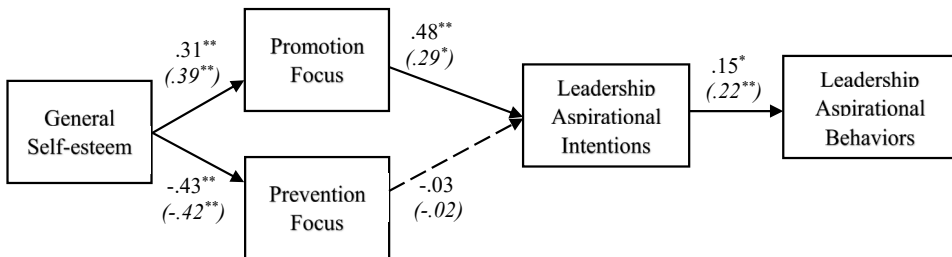 General
Self-esteem
.31**
(.39**)
Promotion
Focus
.48**
(.29*)
-.43**
(-.42**)
Prevention
Focus
-.03
(-.02)
Leadership
Aspirational
Intentions
.15*
(.22**)
Leadership
Aspirational
Behaviors